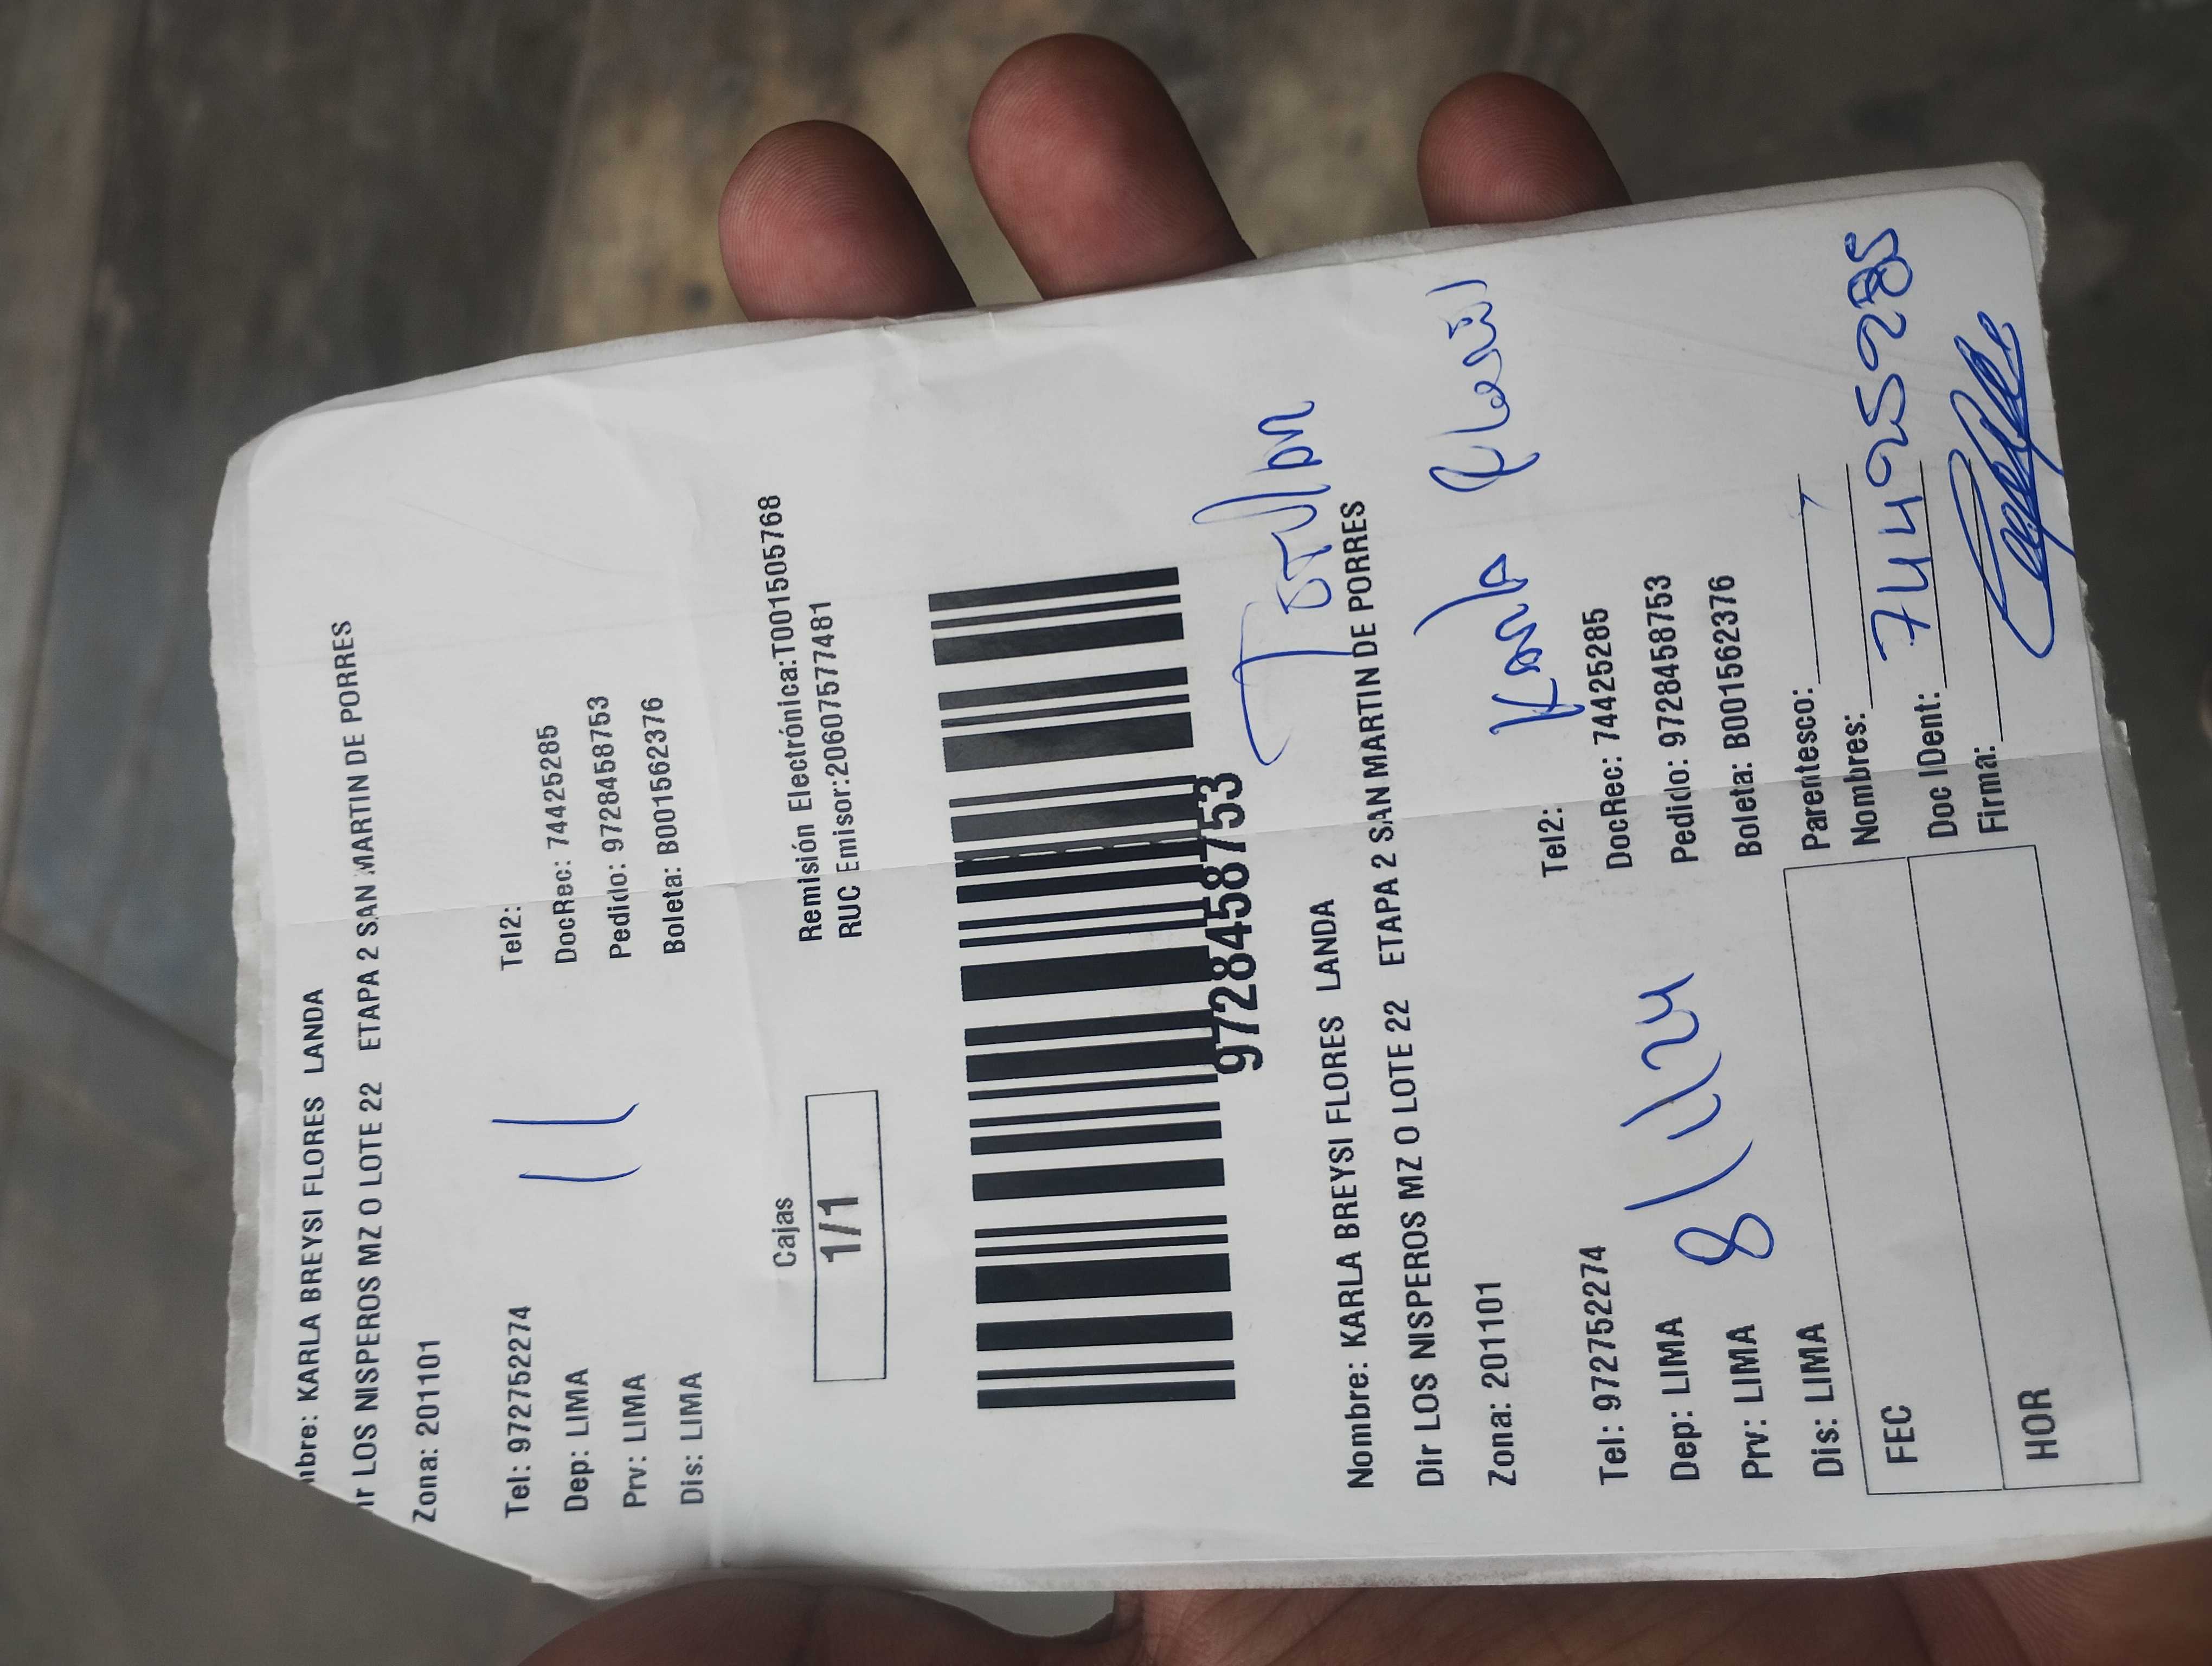 nbre: KARLA BREYSI FLORES LANDA
ir LOS NISPEROS MZ O LOTE 22 ETAPA 2 SAN MARTIN DE PORRES
Zona: 201101
Tel: 972752274 Tel2:
Dep: LIMA DocRec: 74425285
Prv: LIMA Pedido: 9728458753
Dis: LIMA Boleta: B001562376
Cajas
1/1
Remisión Electrónica:T001505768
RUC Emisor:20607577481
9728458753
Nombre: KARLA BREYSI FLORES LANDA
Dir LOS NISPEROS MZ O LOTE 22 ETAPA 2 SAN MARTIN DE PORRES
Zona: 201101
Karla
Tel: 972752274 Tel2:
Dep: LIMA DocRec: 74425285
Prv: LIMA Pedido: 9728458753
Dis: LIMA Boleta: B001562376
8/1/24
FEC
HOR
Parentesco:
Nombres:
Doc IDent: 74425285
Firma: